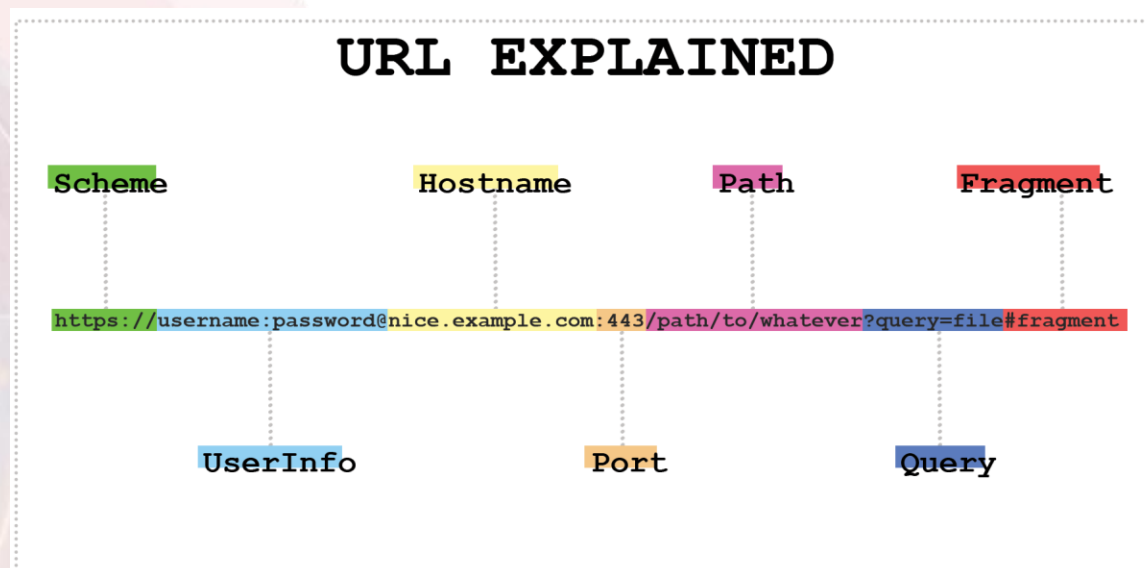 URL EXPLAINED
Scheme Hostname Path Fragment
https://username:password@nice.example.com:443/path/to/whatever?query=file#fragment
UserInfo Port Query